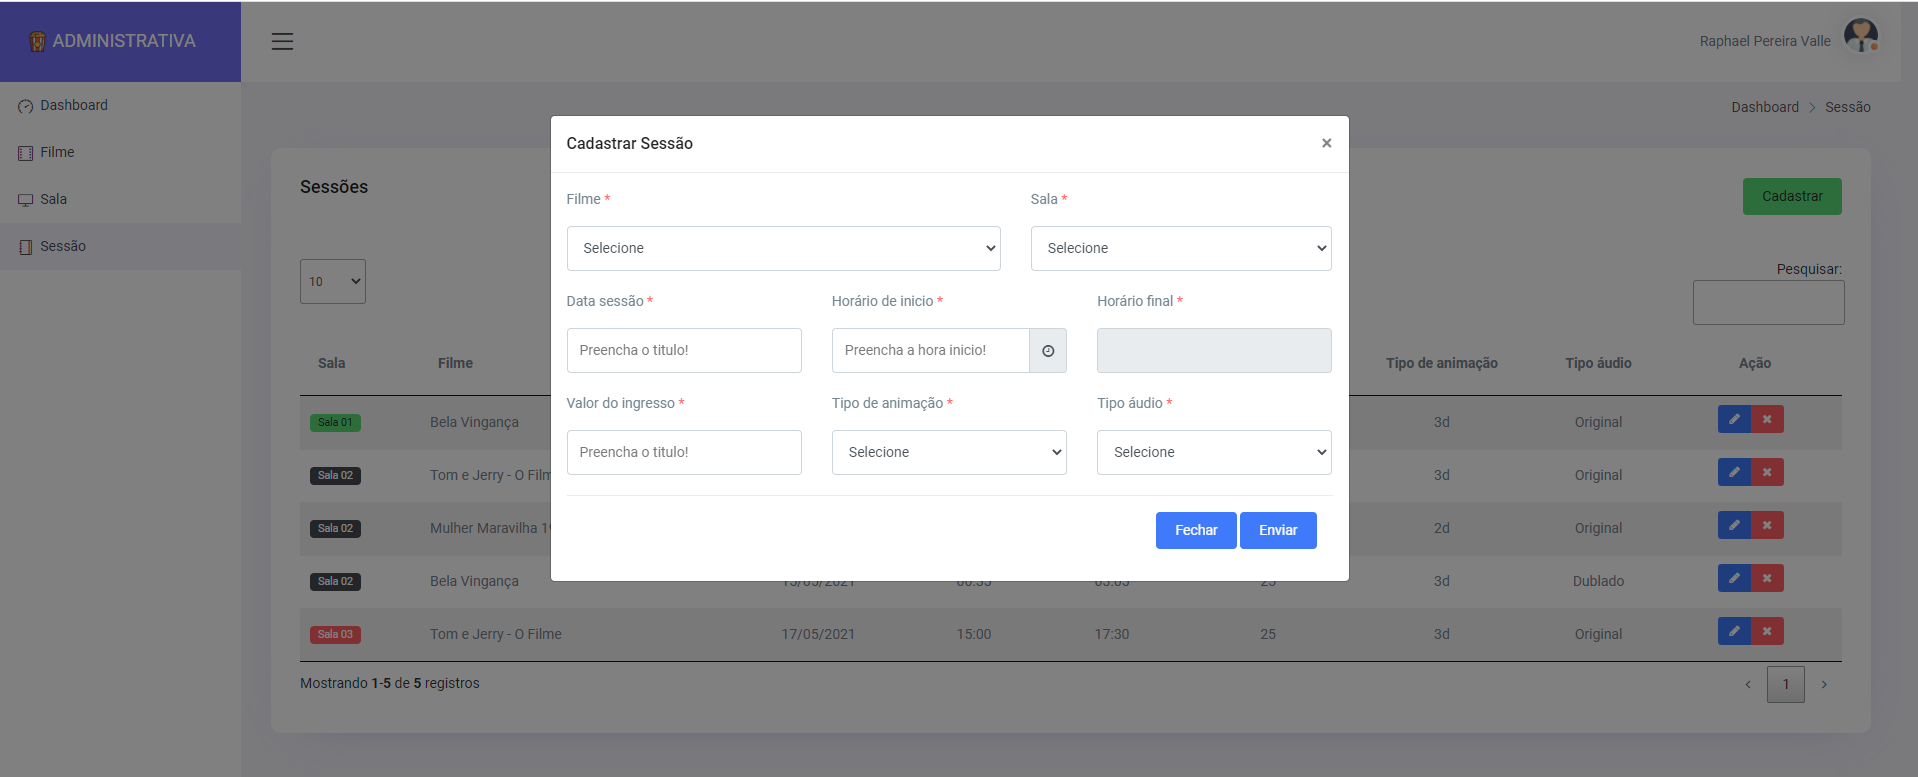 ADMINISTRATIVA
Raphael Pereira Valle
Dashboard
Filme
Sala
Sessão
Dashboard > Sessão
Sessões
Cadastrar
10
Pesquisar:
Cadastrar Sessão
×
Filme * Sala *
Selecione Selecione
Data sessão * Horário de inicio * Horário final *
Preencha o titulo! Preencha a hora inicio!
Valor do ingresso * Tipo de animação * Tipo áudio *
Preencha o titulo! Selecione Selecione
Fechar Enviar
Sala Filme Tipo de animação Tipo áudio Ação
Sala 01 Bela Vingança 3d Original
Sala 02 Tom e Jerry - O 3d Original
Sala 02 Mulher Maravilha 2d Original
Sala 02 Bela Vingança 15/05/2021 25 3d Dublado
Sala 03 Tom e Jerry - O Filme 17/05/2021 15:00 17:30 25 3d Original
Mostrando 1-5 de 5 registros
‹ 1 ›